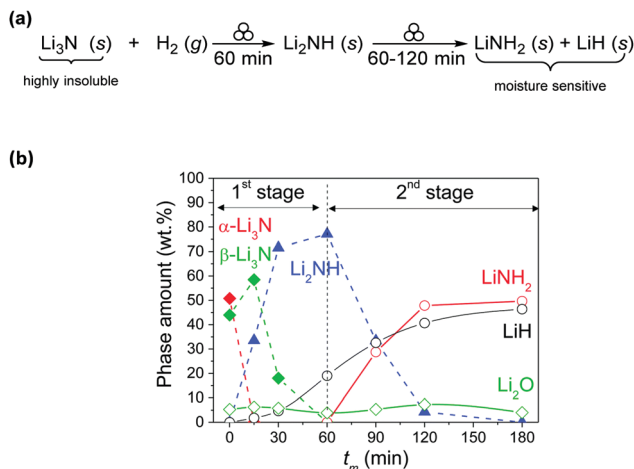 (a)
Li₃N (s) + H₂ (g) 60 min Li₂NH (s) 60-120 min LiNH₂ (s) + LiH (s)
highly insoluble moisture sensitive
(b)
1st stage 2nd stage
α-Li₃N
β-Li₃N
Li₂NH
LiNH₂
LiH
Li₂O
Phase amount (wt.%)
100
90
80
70
60
50
40
30
20
10
0
0 30 60 90 120 150 180
tₘ (min)